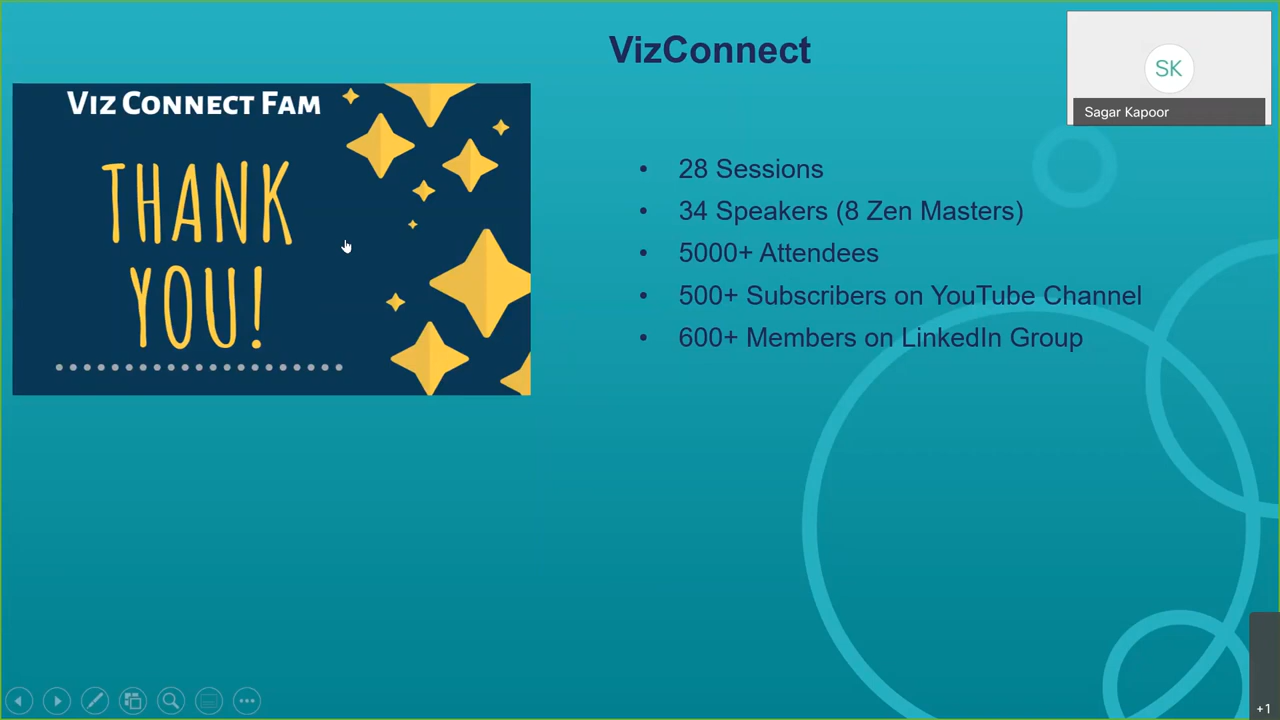 VizConnect
SK
Sagar Kapoor
VIZ CONNECT FAM
THANK
YOU!
• 28 Sessions
• 34 Speakers (8 Zen Masters)
• 5000+ Attendees
• 500+ Subscribers on YouTube Channel
• 600+ Members on LinkedIn Group
+1